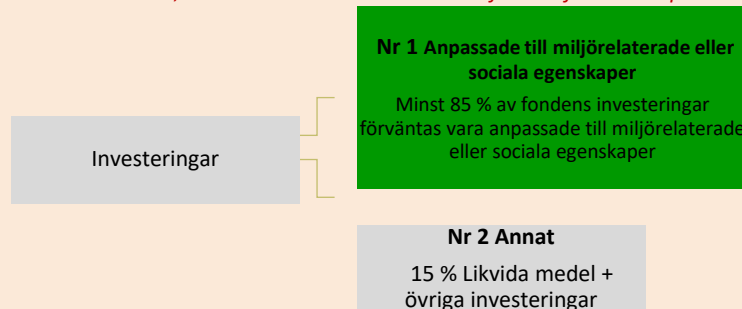 Nr 1 Anpassade till miljörelaterade eller
sociala egenskaper
Minst 85 % av fondens investeringar
förväntas vara anpassade till miljörelaterade
eller sociala egenskaper
Investeringar
Nr 2 Annat
15 % Likvida medel +
övriga investeringar